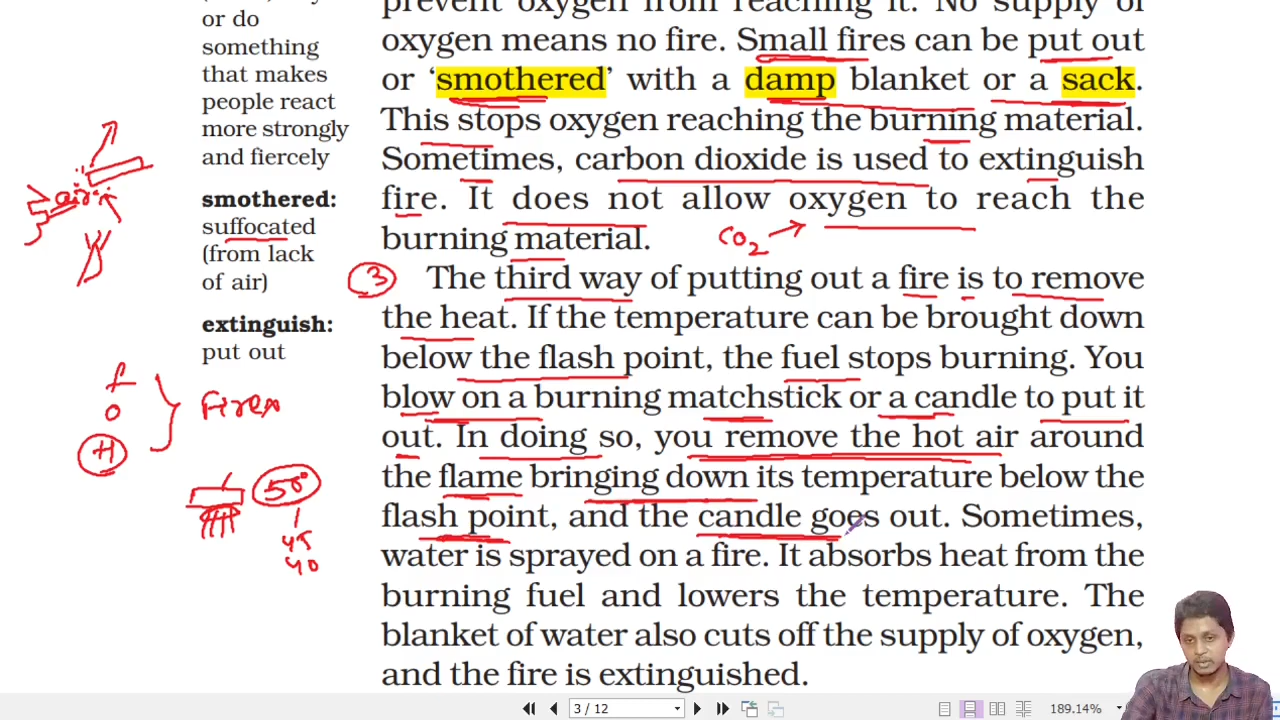 or do
something
that makes
people react
more strongly
and fiercely
smothered:
suffocated
(from lack
of air)
extinguish:
put out
prevent oxygen from reaching it. No supply of
oxygen means no fire. Small fires can be put out
or ‘smothered’ with a damp blanket or a sack.
This stops oxygen reaching the burning material.
Sometimes, carbon dioxide is used to extinguish
fire. It does not allow oxygen to reach the
burning material.
CO2
3
The third way of putting out a fire is to remove
the heat. If the temperature can be brought down
below the flash point, the fuel stops burning. You
blow on a burning matchstick or a candle to put it
out. In doing so, you remove the hot air around
the flame bringing down its temperature below the
flash point, and the candle goes out. Sometimes,
water is sprayed on a fire. It absorbs heat from the
burning fuel and lowers the temperature. The
blanket of water also cuts off the supply of oxygen,
and the fire is extinguished.
air
f
O
H
50°
45
40
3 / 12
189.14%